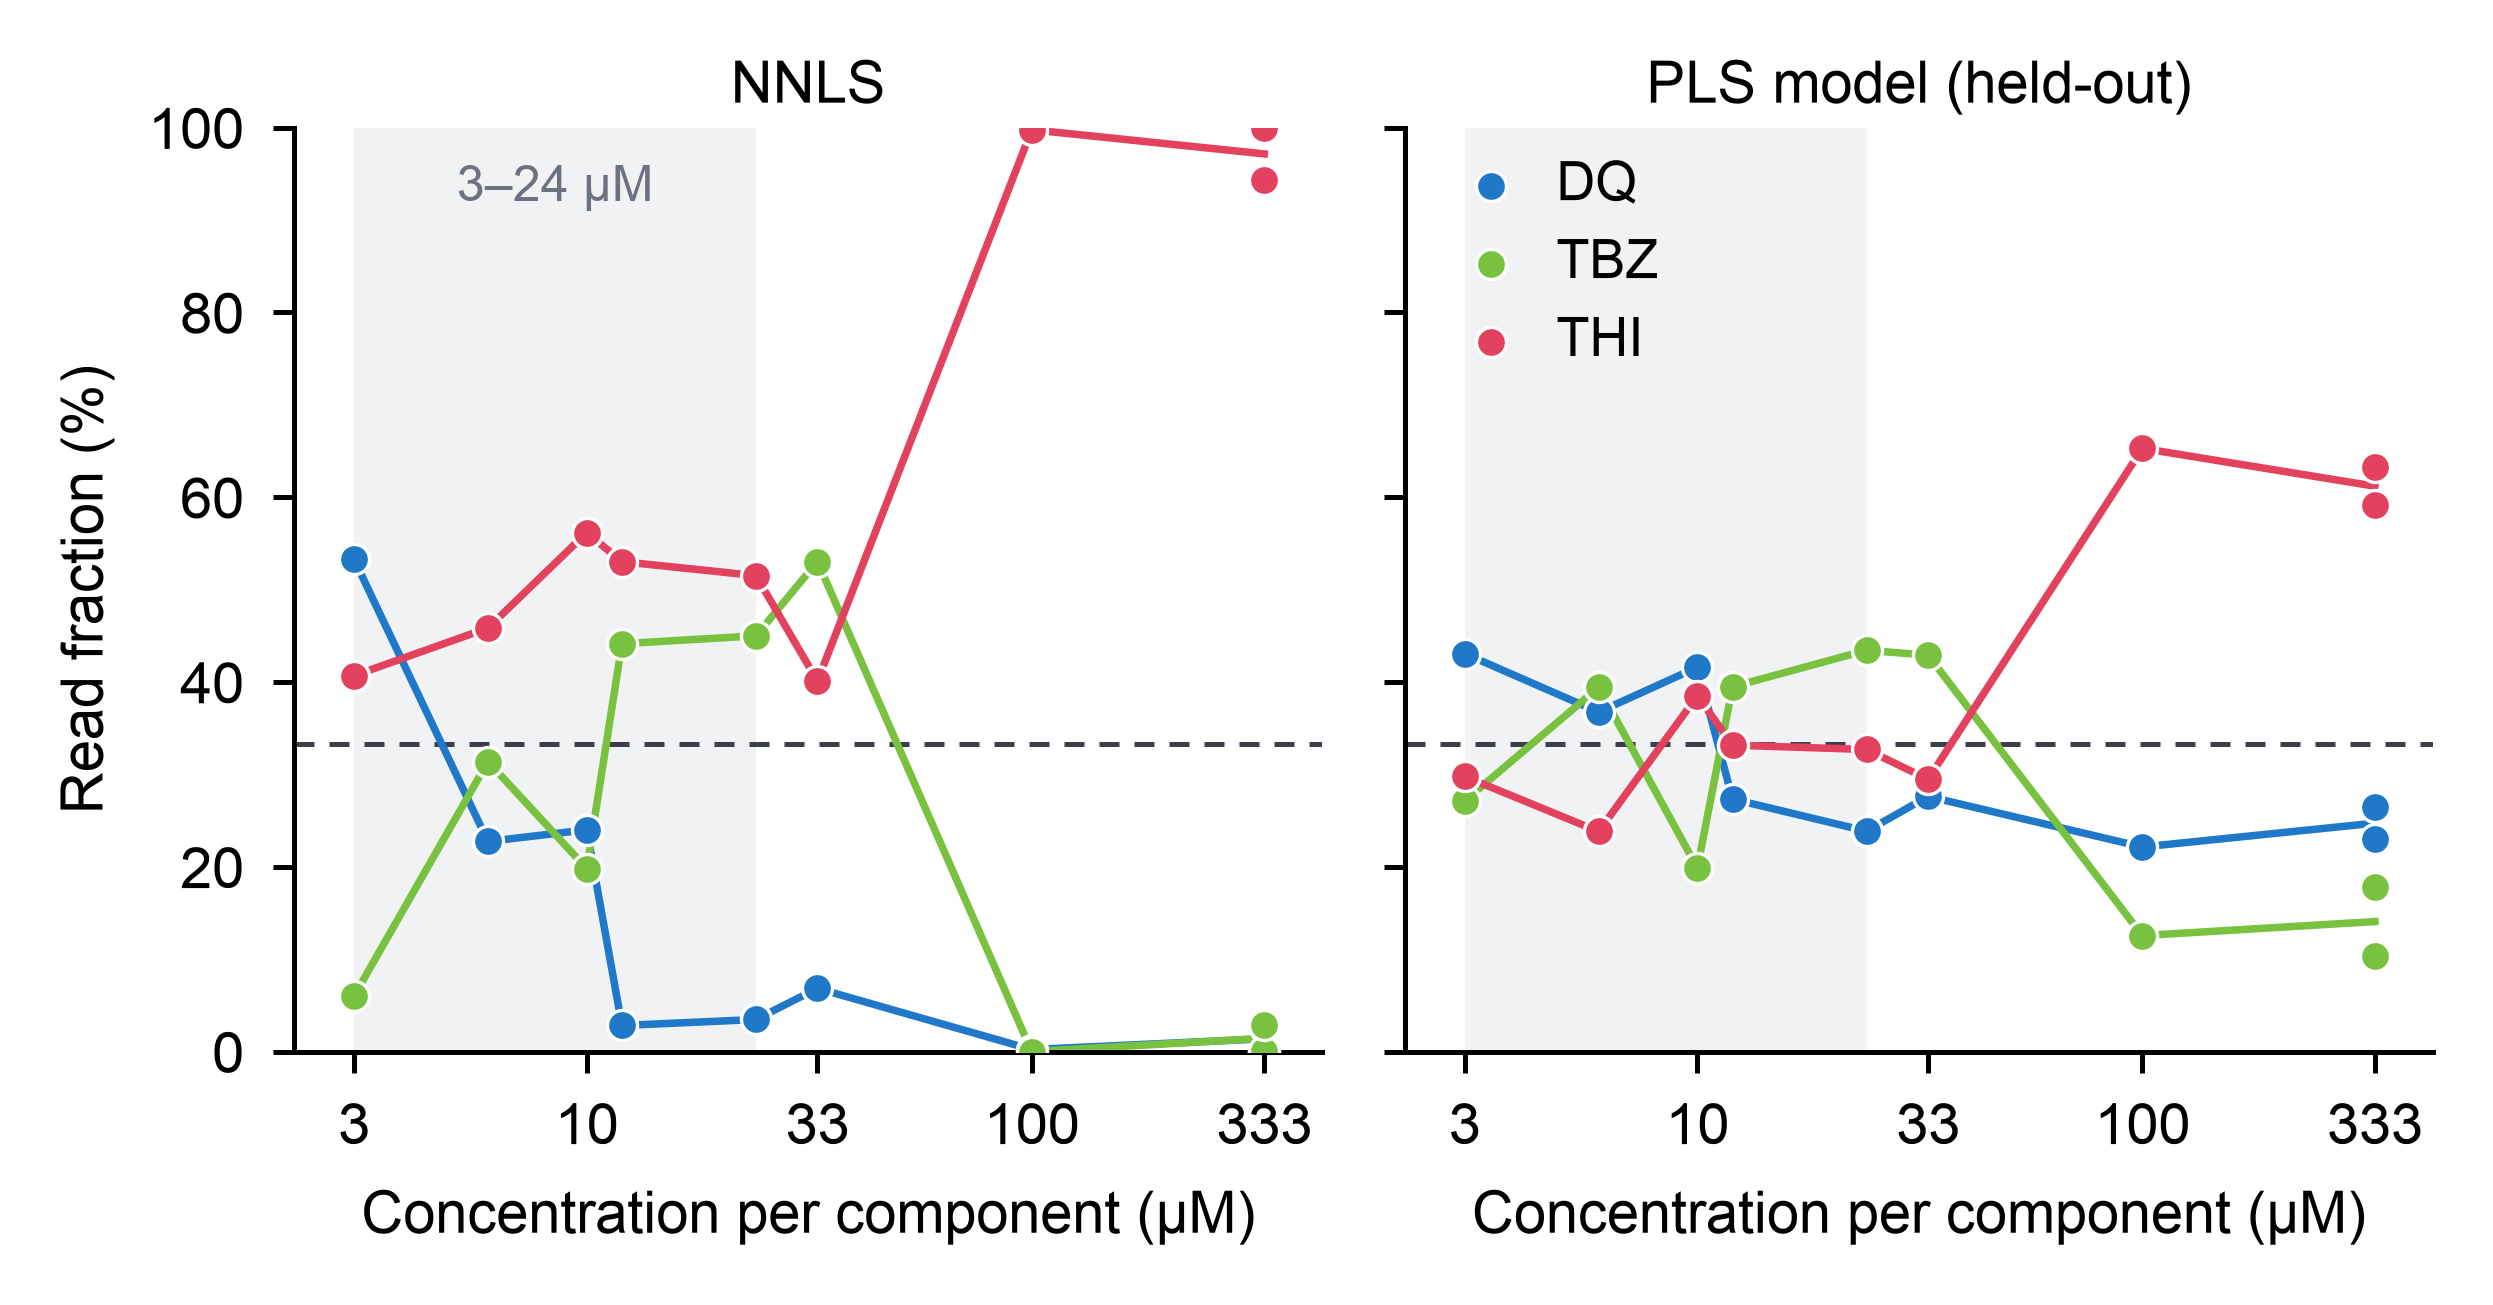 NNLS
PLS model (held-out)
100
80
60
40
20
0
Read fraction (%)
3–24 µM
DQ
TBZ
THI
3
10
33
100
333
3
10
33
100
333
Concentration per component (µM)
Concentration per component (µM)